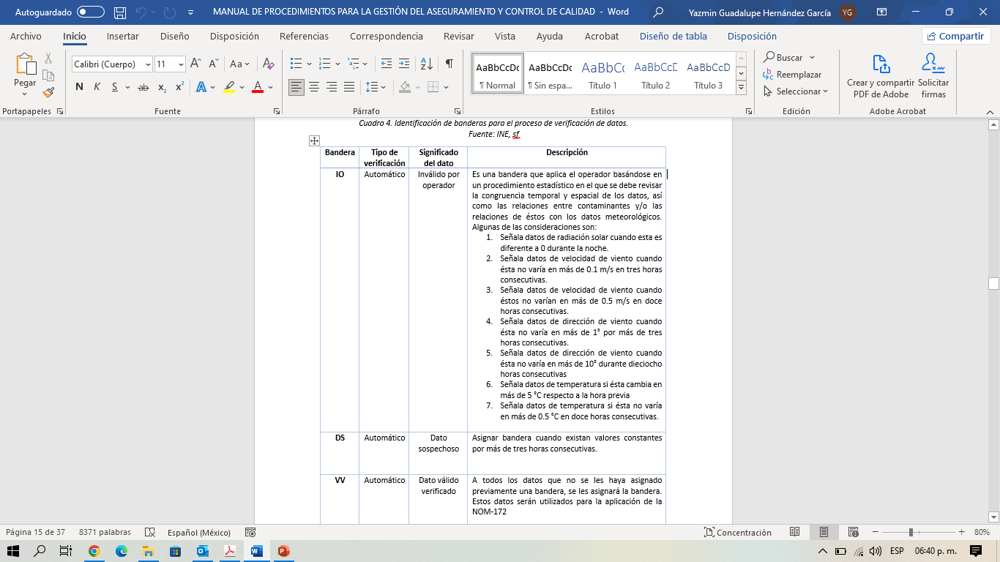 Autoguardado
MANUAL DE PROCEDIMIENTOS PARA LA GESTIÓN DEL ASEGURAMIENTO Y CONTROL DE CALIDAD - Word
Yazmin Guadalupe Hernández García
YG
Archivo Inicio Insertar Diseño Disposición Referencias Correspondencia Revisar Vista Ayuda Acrobat Diseño de tabla Disposición
Compartir
Pegar
Calibri (Cuerpo) 11
N K S ab x₂ x²
AaBbCcDc AaBbCcDc AaBbCc AaBbCcD AaBbCcD
¶ Normal ¶ Sin espa... Título 1 Título 2 Título 3
Buscar
Reemplazar
Seleccionar
Crear y compartir PDF de Adobe
Solicitar firmas
Portapapeles Fuente Párrafo Estilos Edición Adobe Acrobat
Cuadro 4. Identificación de banderas para el proceso de verificación de datos.
Fuente: INE, sf
Bandera
Tipo de
verificación
Significado
del dato
Descripción
IO
Automático
Inválido por
operador
Es una bandera que aplica el operador basándose en
un procedimiento estadístico en el que se debe revisar
la congruencia temporal y espacial de los datos, así
como las relaciones entre contaminantes y/o las
relaciones de éstos con los datos meteorológicos.
Algunas de las consideraciones son:
1. Señala datos de radiación solar cuando esta es
diferente a 0 durante la noche.
2. Señala datos de velocidad de viento cuando
ésta no varía en más de 0.1 m/s en tres horas
consecutivas.
3. Señala datos de velocidad de viento cuando
éstos no varían en más de 0.5 m/s en doce
horas consecutivas.
4. Señala datos de dirección de viento cuando
ésta no varía en más de 1° por más de tres
horas consecutivas.
5. Señala datos de dirección de viento cuando
ésta no varía en más de 10° durante dieciocho
horas consecutivas
6. Señala datos de temperatura si ésta cambia en
más de 5 °C respecto a la hora previa
7. Señala datos de temperatura si ésta no varía
en más de 0.5 °C en doce horas consecutivas.
DS
Automático
Dato
sospechoso
Asignar bandera cuando existan valores constantes
por más de tres horas consecutivas.
VV
Automático
Dato válido
verificado
A todos los datos que no se les haya asignado
previamente una bandera, se les asignará la bandera.
Estos datos serán utilizados para la aplicación de la
NOM-172
Página 15 de 37 8371 palabras Español (México) Concentración 80%
ESP 06:40 p. m.